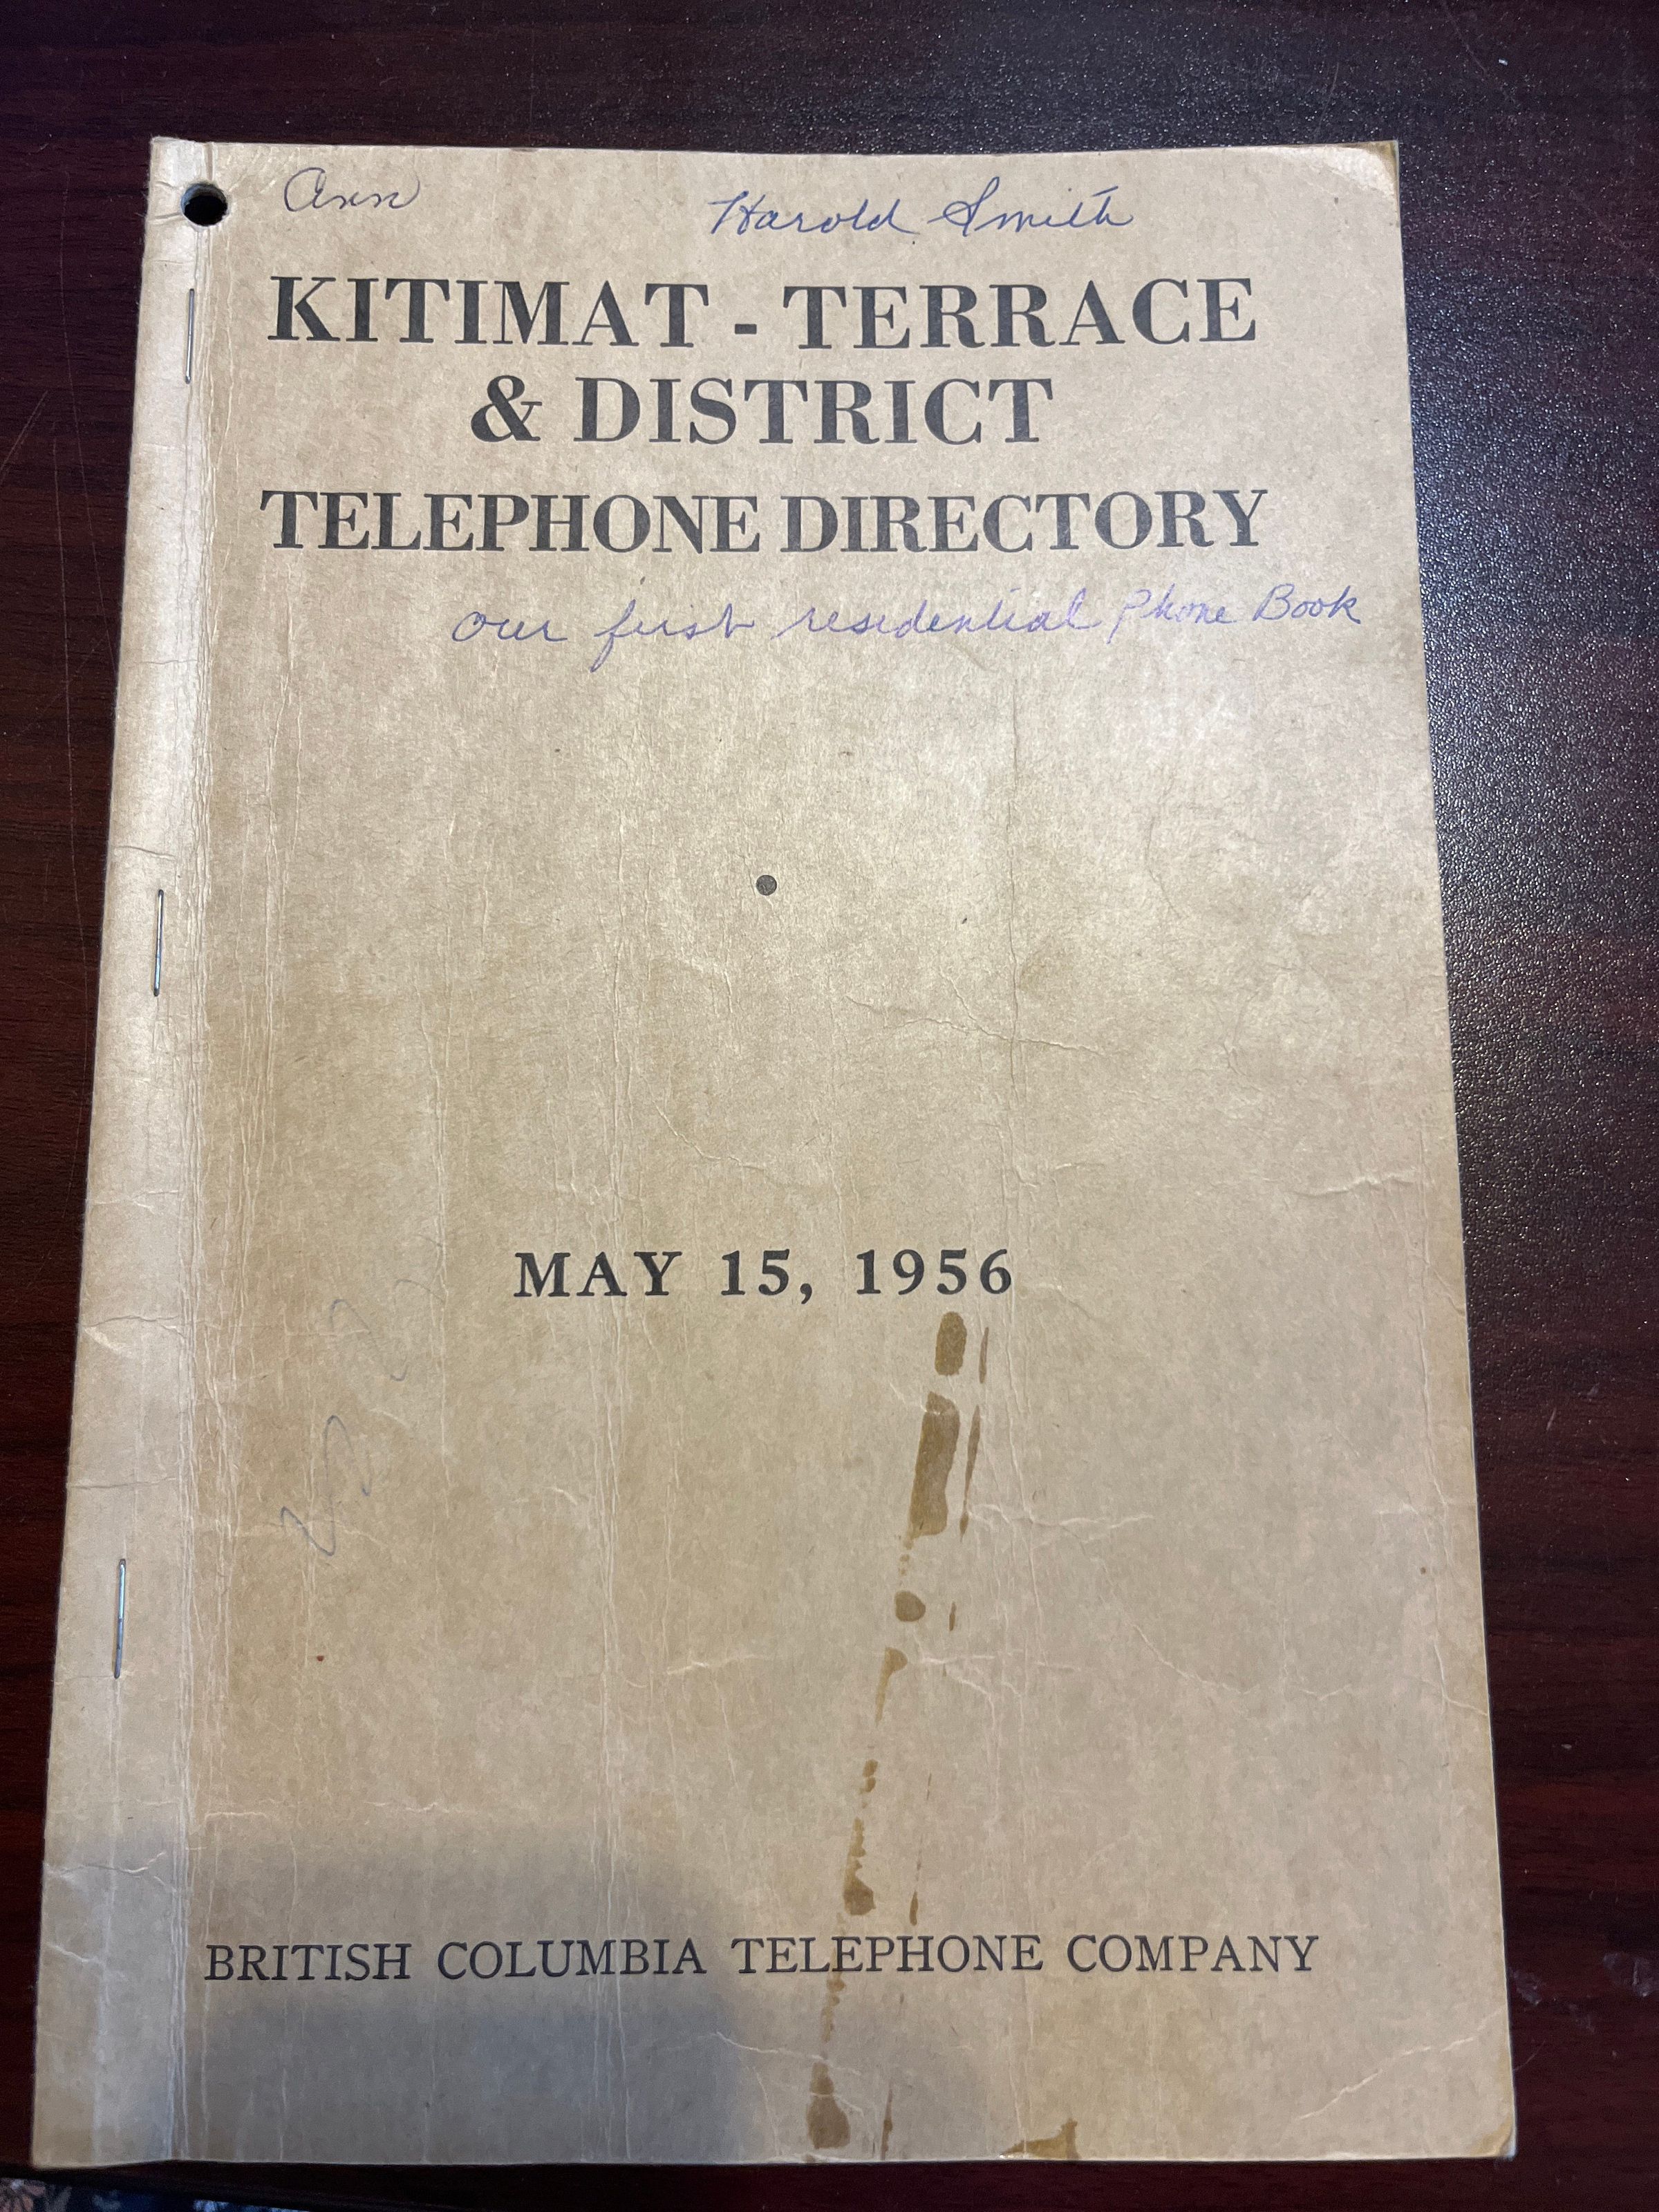 Ann Harold Smith
KITIMAT - TERRACE
& DISTRICT
TELEPHONE DIRECTORY
our first residential Phone Book
MAY 15, 1956
BRITISH COLUMBIA TELEPHONE COMPANY